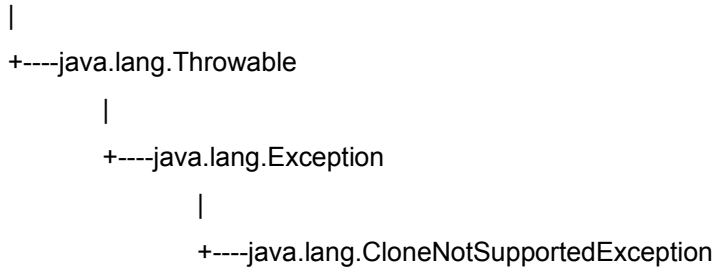 |
+----java.lang.Throwable
|
+----java.lang.Exception
|
+----java.lang.CloneNotSupportedException